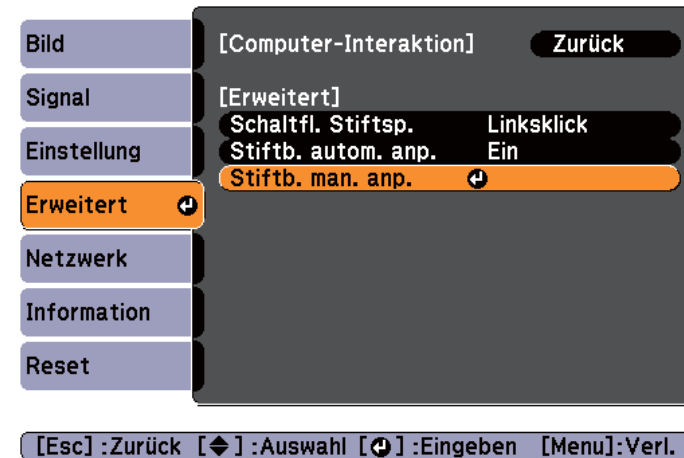 Bild
Signal
Einstellung
Erweitert
Netzwerk
Information
Reset
[Computer-Interaktion] Zurück
[Erweitert]
Schaltfl. Stiftsp. Linksklick
Stiftb. autom. anp. Ein
Stiftb. man. anp.
[Esc] :Zurück [◆] :Auswahl [↵] :Eingeben [Menu]:Verl.